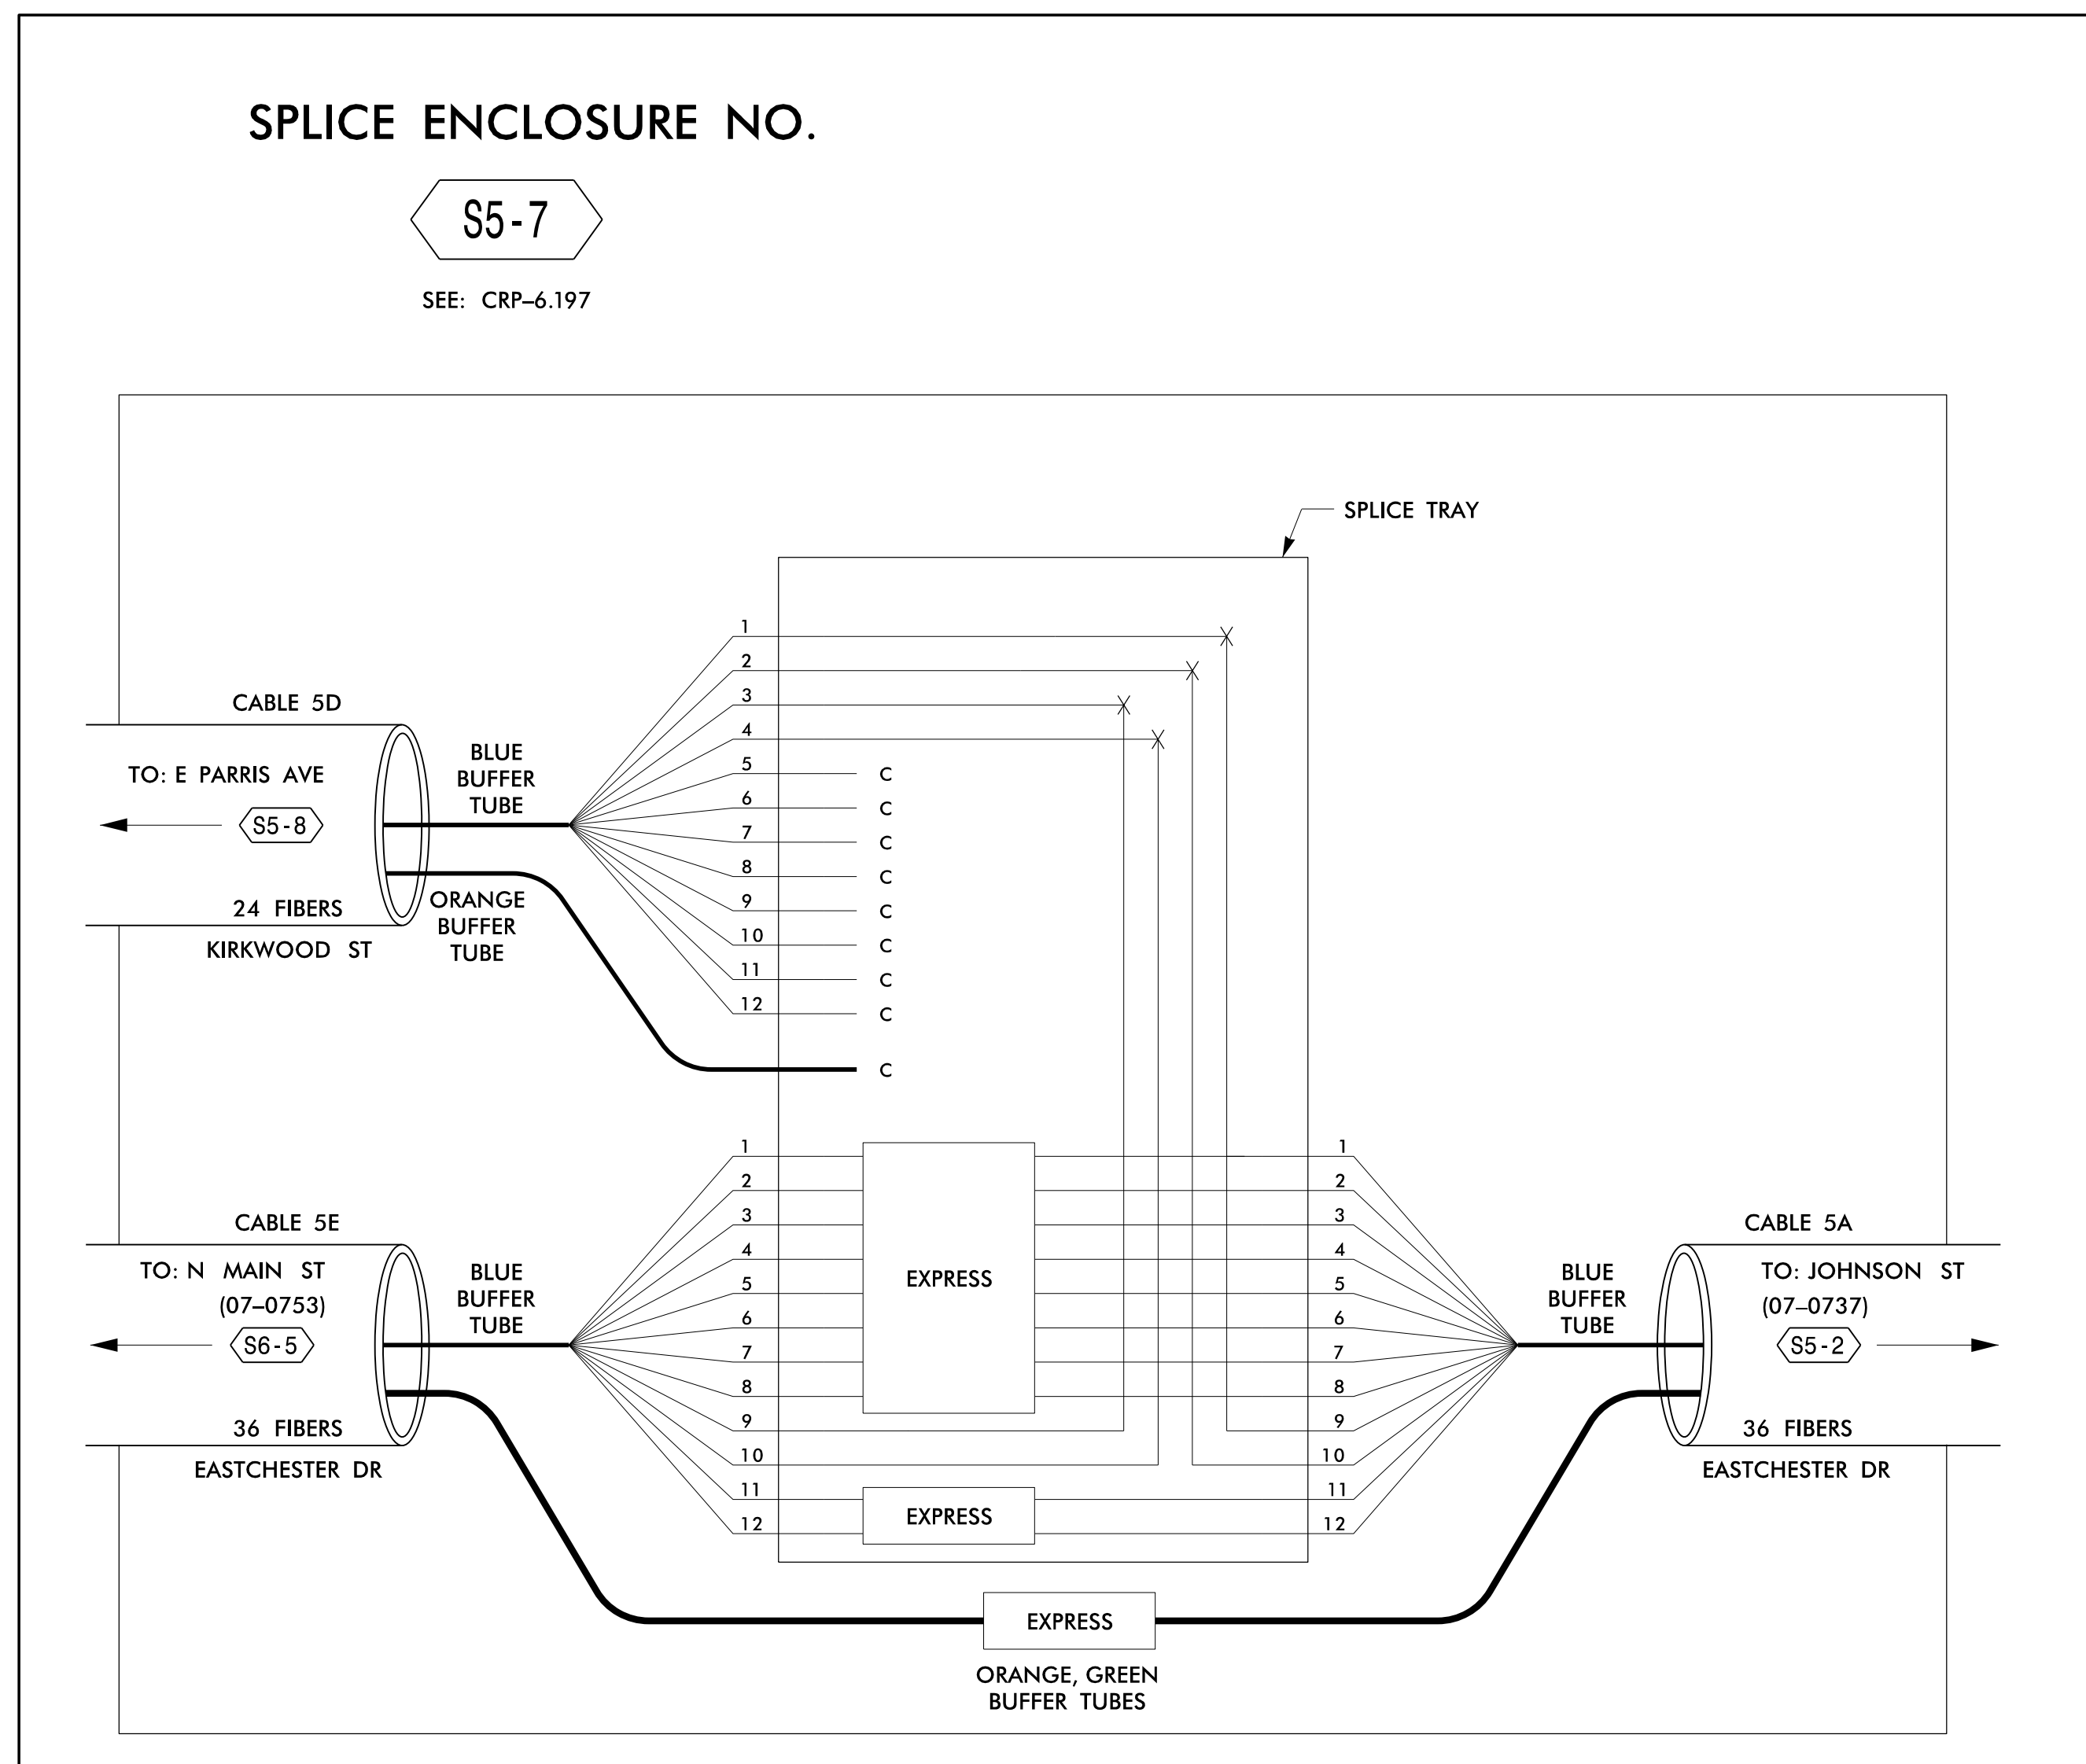 SPLICE ENCLOSURE NO.
S5-7
SEE: CRP-6.197
SPLICE TRAY
CABLE 5D
TO: E PARRIS AVE
S5-8
24 FIBERS
KIRKWOOD ST
BLUE
BUFFER
TUBE
ORANGE
BUFFER
TUBE
1
2
3
4
5 C
6 C
7 C
8 C
9 C
10 C
11 C
12 C
C
CABLE 5E
TO: N MAIN ST
(07-0753)
S6-5
36 FIBERS
EASTCHESTER DR
BLUE
BUFFER
TUBE
1
2
3
4
5
6
7
8
9
10
11
12
EXPRESS
EXPRESS
1
2
3
4
5
6
7
8
9
10
11
12
BLUE
BUFFER
TUBE
CABLE 5A
TO: JOHNSON ST
(07-0737)
S5-2
36 FIBERS
EASTCHESTER DR
EXPRESS
ORANGE, GREEN
BUFFER TUBES